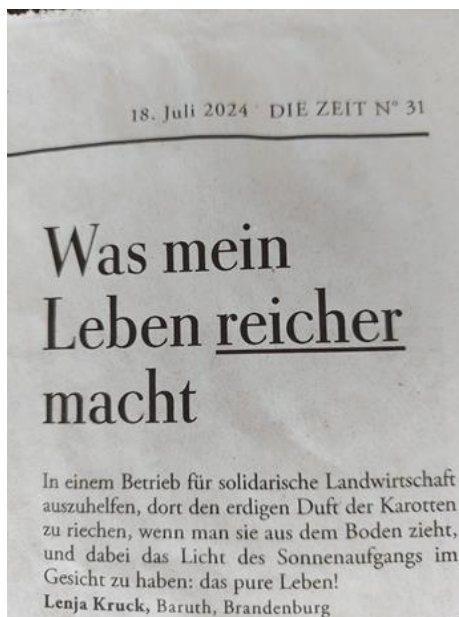 18. Juli 2024 DIE ZEIT N° 31
Was mein
Leben reicher
macht
In einem Betrieb für solidarische Landwirtschaft
auszuhelfen, dort den erdigen Duft der Karotten
zu riechen, wenn man sie aus dem Boden zieht,
und dabei das Licht des Sonnenaufgangs im
Gesicht zu haben: das pure Leben!
Lenja Kruck, Baruth, Brandenburg